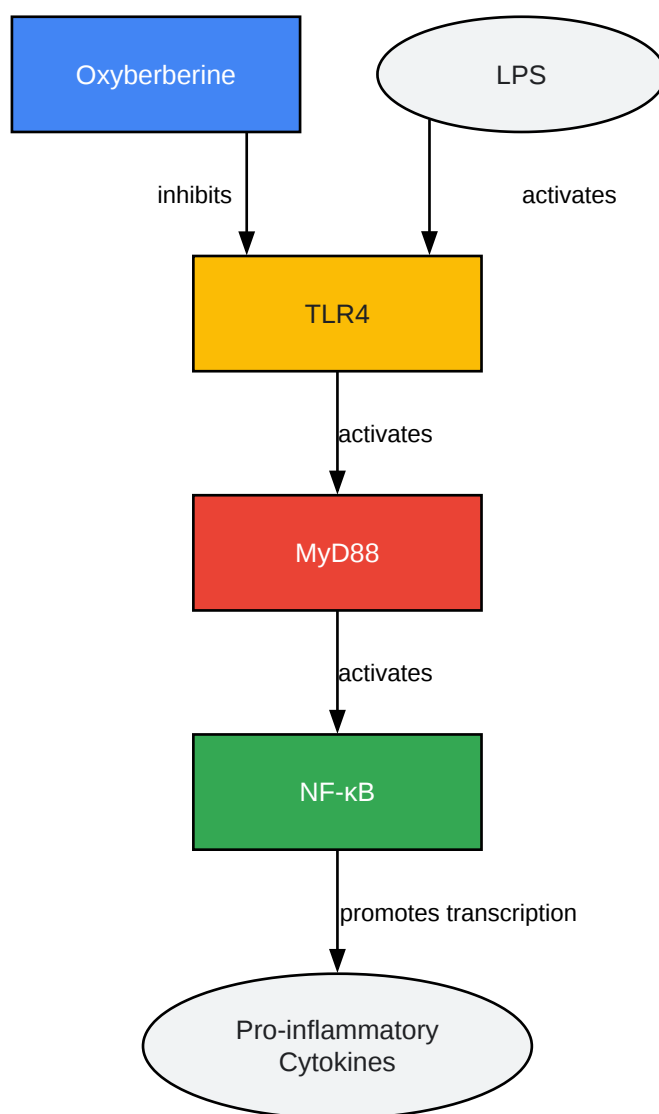 Oxyberberine
LPS
inhibits
activates
TLR4
activates
MyD88
activates
NF-κB
promotes transcription
Pro-inflammatory
Cytokines